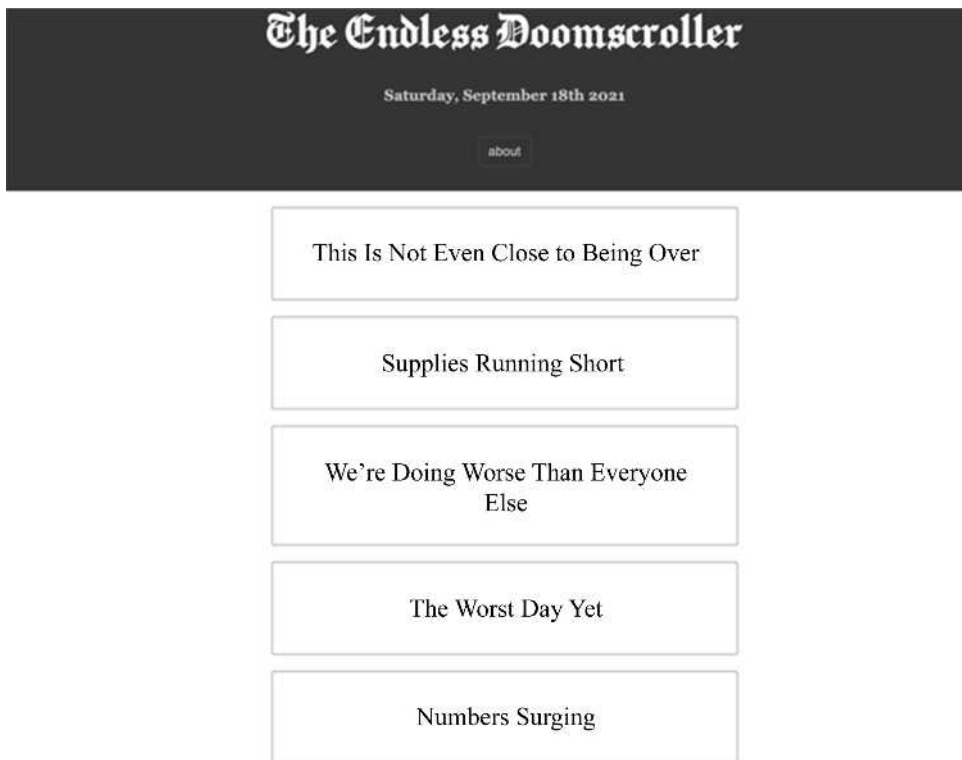 The Endless Doomscroller
Saturday, September 18th 2021
about
This Is Not Even Close to Being Over
Supplies Running Short
We’re Doing Worse Than Everyone
Else
The Worst Day Yet
Numbers Surging